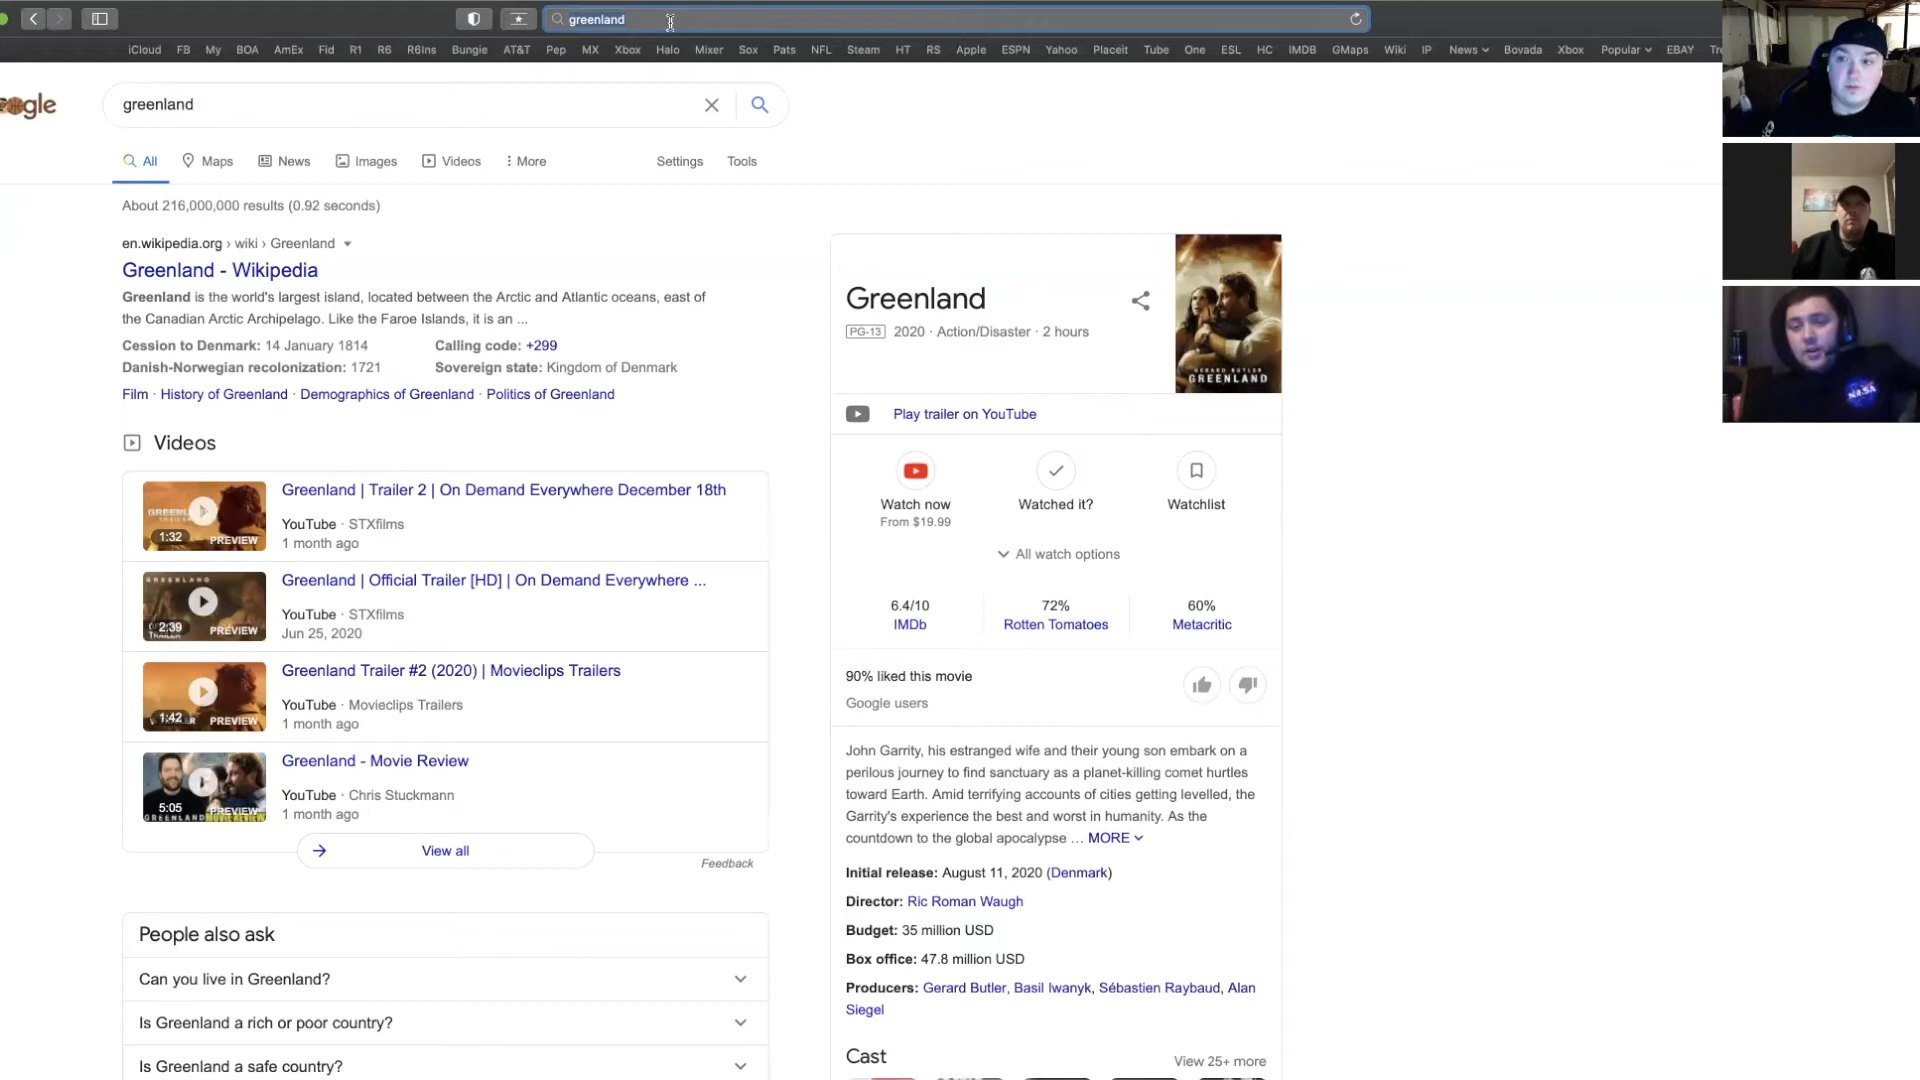 greenland
iCloud FB My BOA AmEx Fid R1 R6 R6Ins Bungie AT&T Pep MX Xbox Halo Mixer Sox Pats NFL Steam HT RS Apple ESPN Yahoo Placeit Tube One ESL HC IMDB GMaps Wiki IP News Bovada Xbox Popular EBAY
greenland
All Maps News Images Videos More Settings Tools
About 216,000,000 results (0.92 seconds)
en.wikipedia.org › wiki › Greenland
Greenland - Wikipedia
Greenland is the world's largest island, located between the Arctic and Atlantic oceans, east of
the Canadian Arctic Archipelago. Like the Faroe Islands, it is an ...
Cession to Denmark: 14 January 1814 Calling code: +299
Danish-Norwegian recolonization: 1721 Sovereign state: Kingdom of Denmark
Film · History of Greenland · Demographics of Greenland · Politics of Greenland
Videos
Greenland | Trailer 2 | On Demand Everywhere December 18th
YouTube · STXfilms
1:32 PREVIEW
1 month ago
Greenland | Official Trailer [HD] | On Demand Everywhere ...
GREENLAND
YouTube · STXfilms
2:39 PREVIEW
Jun 25, 2020
Greenland Trailer #2 (2020) | Movieclips Trailers
YouTube · Movieclips Trailers
1:42 PREVIEW
1 month ago
Greenland - Movie Review
YouTube · Chris Stuckmann
5:05 PREVIEW
GREENLAND MOVIE REVIEW
1 month ago
View all
Feedback
People also ask
Can you live in Greenland?
Is Greenland a rich or poor country?
Is Greenland a safe country?
Greenland
PG-13 2020 · Action/Disaster · 2 hours
GERARD BUTLER
GREENLAND
Play trailer on YouTube
Watch now Watched it? Watchlist
From $19.99
All watch options
6.4/10 72% 60%
IMDb Rotten Tomatoes Metacritic
90% liked this movie
Google users
John Garrity, his estranged wife and their young son embark on a
perilous journey to find sanctuary as a planet-killing comet hurtles
toward Earth. Amid terrifying accounts of cities getting levelled, the
Garrity's experience the best and worst in humanity. As the
countdown to the global apocalypse ... MORE
Initial release: August 11, 2020 (Denmark)
Director: Ric Roman Waugh
Budget: 35 million USD
Box office: 47.8 million USD
Producers: Gerard Butler, Basil Iwanyk, Sébastien Raybaud, Alan
Siegel
Cast View 25+ more
NASA